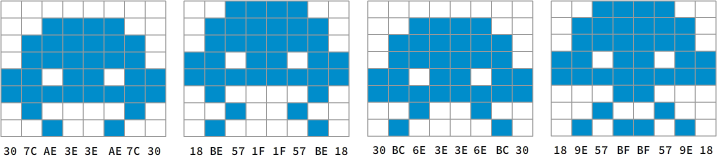 30 7C AE 3E 3E AE 7C 30
18 BE 57 1F 1F 57 BE 18
30 BC 6E 3E 3E 6E BC 30
18 9E 57 BF BF 57 9E 18